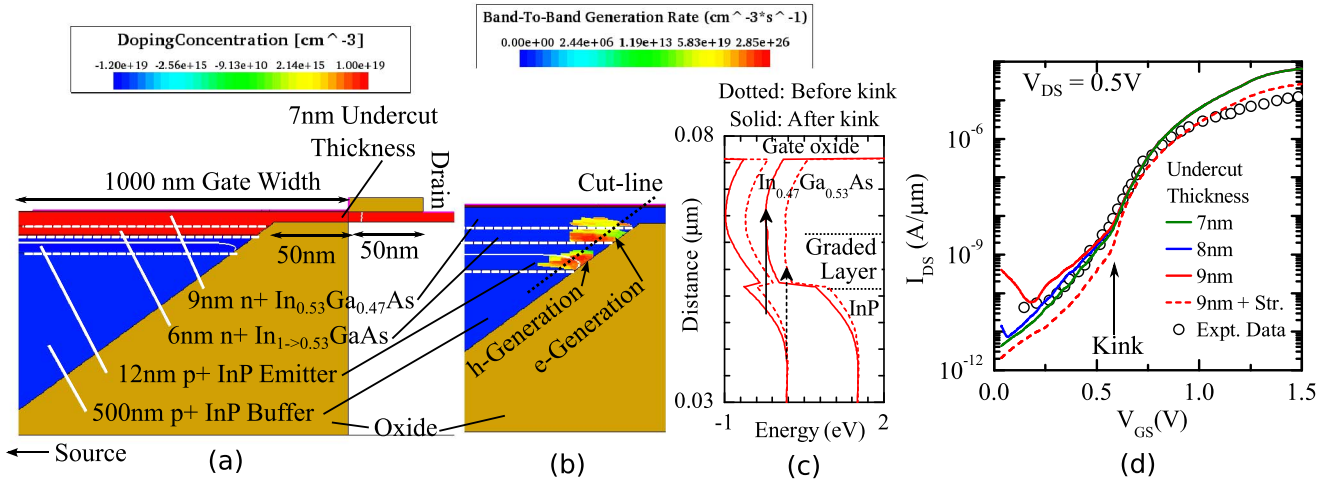 DopingConcentration [cm^-3]
-1.20e+19 -2.56e+15 -9.13e+10 2.14e+15 1.00e+19
7nm Undercut
Thickness
1000 nm Gate Width
Drain
50nm
50nm
9nm n+ In0.53Ga0.47As
6nm n+ In1->0.53GaAs
12nm p+ InP Emitter
500nm p+ InP Buffer
Oxide
Source
(a)
(b)
Band-To-Band Generation Rate (cm^-3*s^-1)
0.00e+00 2.44e+06 1.19e+13 5.83e+19 2.85e+26
Cut-line
h-Generation
e-Generation
(b)
(c)
Dotted: Before kink
Solid: After kink
0.08
Gate oxide
In0.47Ga0.53As
Graded
Layer
InP
Distance (μm)
0.03
-1 2
Energy (eV)
(c)
VDS = 0.5V
10-6
10-9
10-12
IDS (A/μm)
Undercut
Thickness
7nm
8nm
9nm
9nm + Str.
Expt. Data
Kink
0.0 0.5 1.0 1.5
VGS(V)
(d)